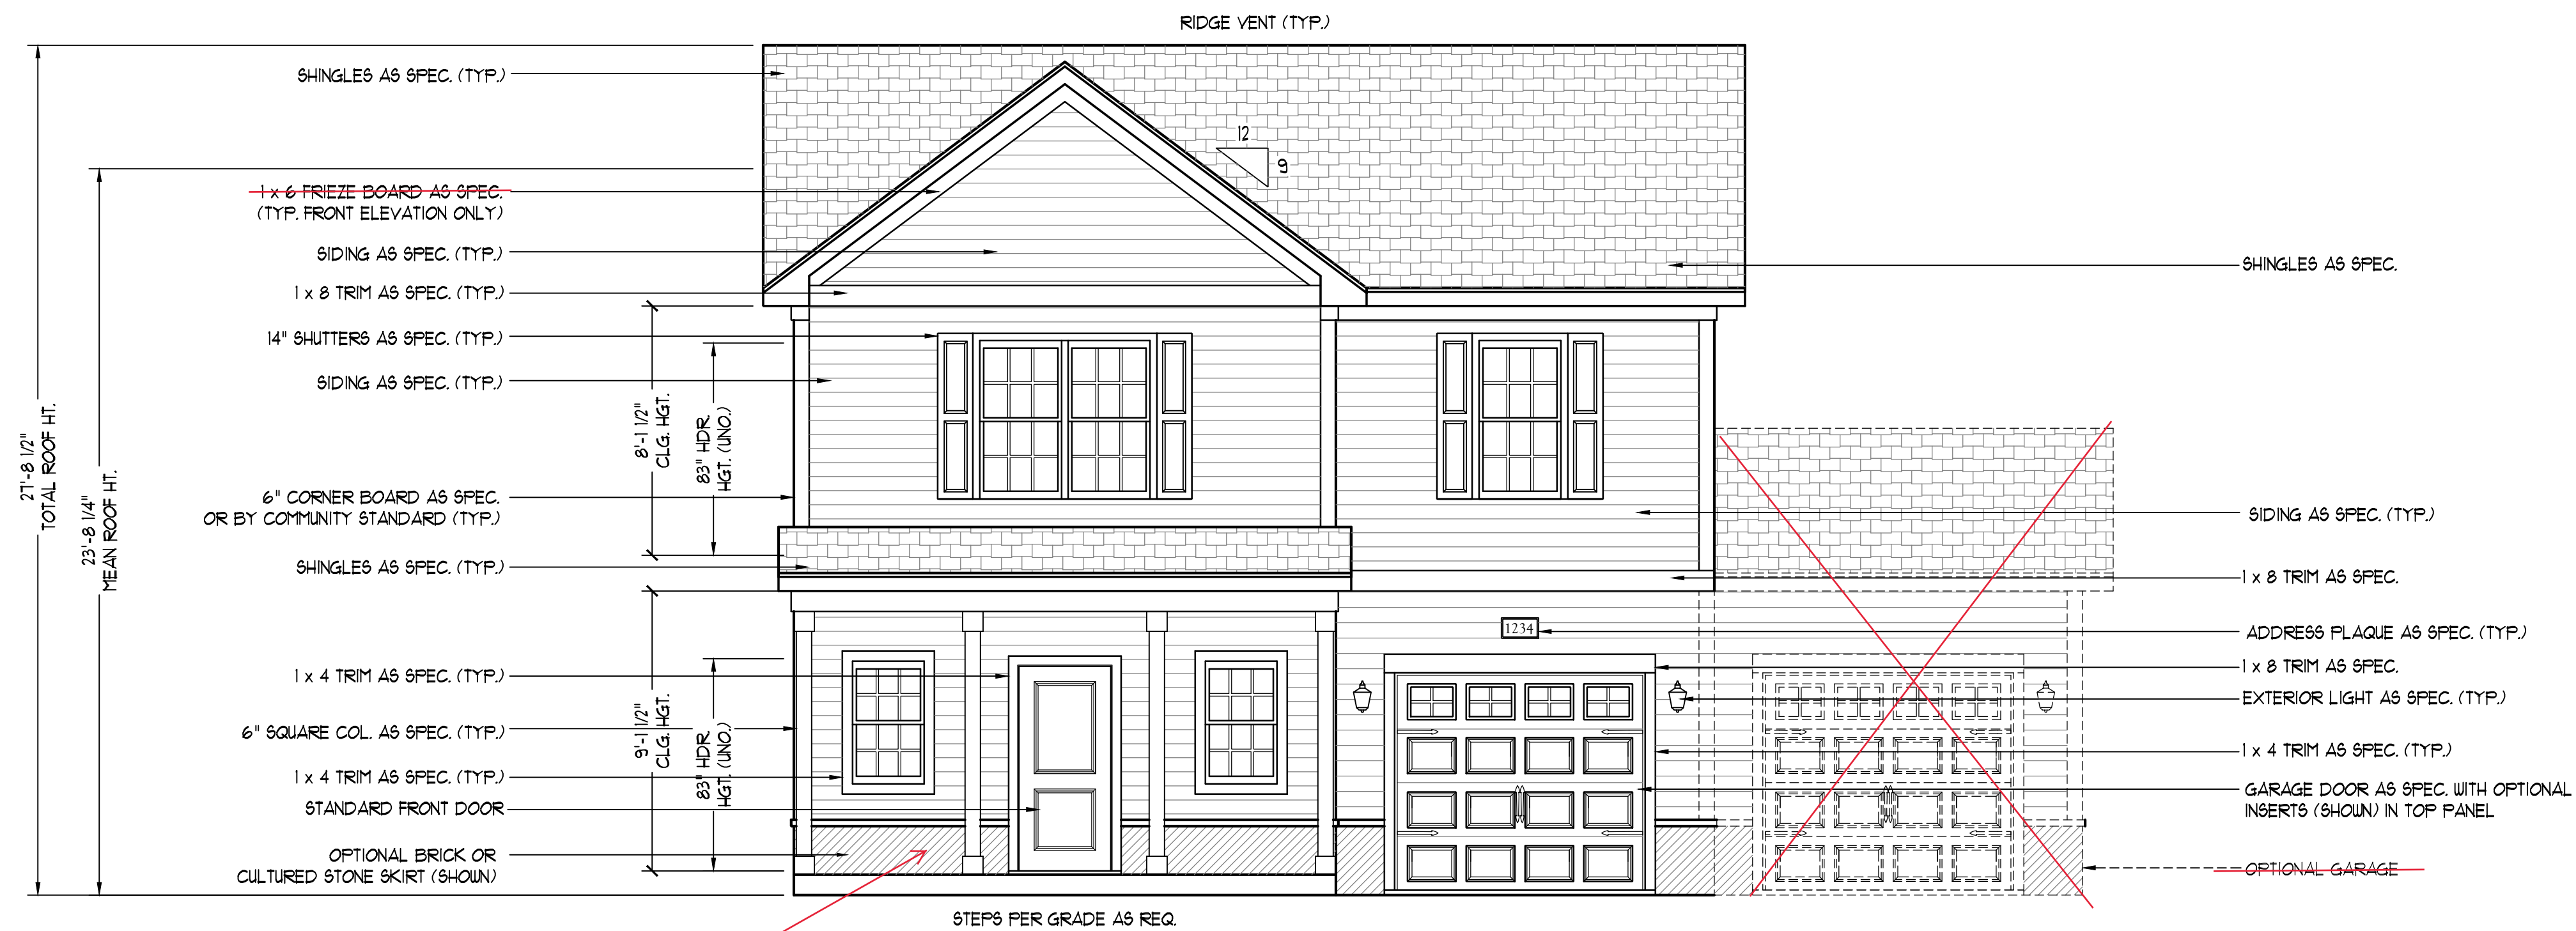 RIDGE VENT (TYP.)
SHINGLES AS SPEC. (TYP.)
12
9
1 x 6 FRIEZE BOARD AS SPEC.
(TYP. FRONT ELEVATION ONLY)
SIDING AS SPEC. (TYP.)
1 x 8 TRIM AS SPEC. (TYP.)
14" SHUTTERS AS SPEC. (TYP.)
SIDING AS SPEC. (TYP.)
6" CORNER BOARD AS SPEC.
OR BY COMMUNITY STANDARD (TYP.)
SHINGLES AS SPEC. (TYP.)
1 x 4 TRIM AS SPEC. (TYP.)
6" SQUARE COL. AS SPEC. (TYP.)
1 x 4 TRIM AS SPEC. (TYP.)
STANDARD FRONT DOOR
OPTIONAL BRICK OR
CULTURED STONE SKIRT (SHOWN)
27'-8 1/2"
TOTAL ROOF HT.
23'-8 1/4"
MEAN ROOF HT.
8'-1 1/2"
CLG. HGT.
83" HDR.
HGT. (UNO.)
9'-1 1/2"
CLG. HGT.
83" HDR
HGT. (UNO.)
1234
STEPS PER GRADE AS REQ.
SHINGLES AS SPEC.
SIDING AS SPEC. (TYP.)
1 x 8 TRIM AS SPEC.
ADDRESS PLAQUE AS SPEC. (TYP.)
1 x 8 TRIM AS SPEC.
EXTERIOR LIGHT AS SPEC. (TYP.)
1 x 4 TRIM AS SPEC. (TYP.)
GARAGE DOOR AS SPEC. WITH OPTIONAL
INSERTS (SHOWN) IN TOP PANEL
OPTIONAL GARAGE